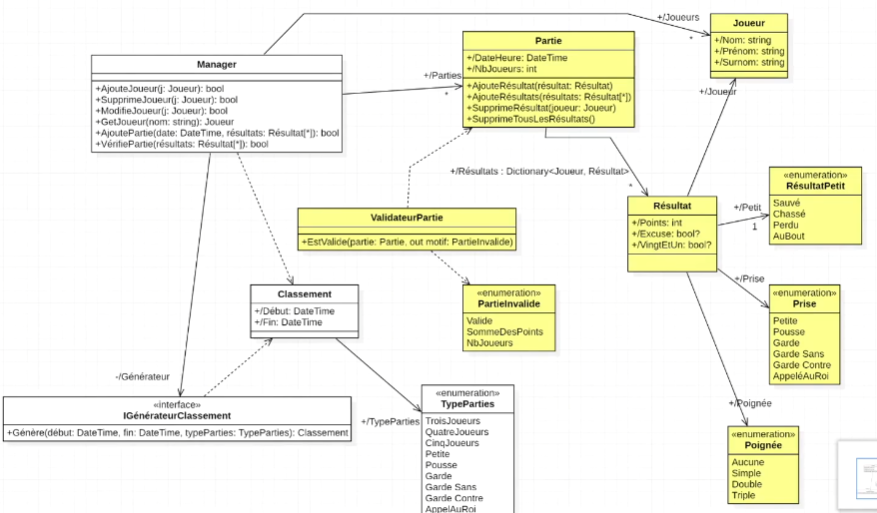 +/Joueurs
*
Joueur
+/Nom: string
+/Prénom: string
+/Surnom: string
Partie
+/DateHeure: DateTime
+/NbJoueurs: int
+AjouteRésultat(résultat: Résultat)
+AjouteRésultats(résultats: Résultat[*])
+SupprimeRésultat(joueur: Joueur)
+SupprimeTousLesRésultats()
Manager
+AjouteJoueur(j: Joueur): bool
+SupprimeJoueur(j: Joueur): bool
+ModifieJoueur(j: Joueur): bool
+GetJoueur(nom: string): Joueur
+AjoutePartie(date: DateTime, résultats: Résultat[*]): bool
+VérifiePartie(résultats: Résultat[*]): bool
+/Parties
*
+/Joueur
+/Résultats : Dictionary<Joueur, Résultat>
*
«enumeration»
RésultatPetit
Sauvé
Chassé
Perdu
AuBout
Résultat
+/Points: int
+/Excuse: bool?
+/VingtEtUn: bool?
+/Petit
1
ValidateurPartie
+EstValide(partie: Partie, out motif: PartieInvalide)
+/Prise
Classement
+/Début: DateTime
+/Fin: DateTime
«enumeration»
PartieInvalide
Valide
SommeDesPoints
NbJoueurs
«enumeration»
Prise
Petite
Pousse
Garde
Garde Sans
Garde Contre
AppeléAuRoi
-/Générateur
«interface»
IGénérateurClassement
+Génère(début: DateTime, fin: DateTime, typeParties: TypeParties): Classement
+/TypeParties
«enumeration»
TypeParties
TroisJoueurs
QuatreJoueurs
CinqJoueurs
Petite
Pousse
Garde
Garde Sans
Garde Contre
AppelAuRoi
+/Poignée
«enumeration»
Poignée
Aucune
Simple
Double
Triple